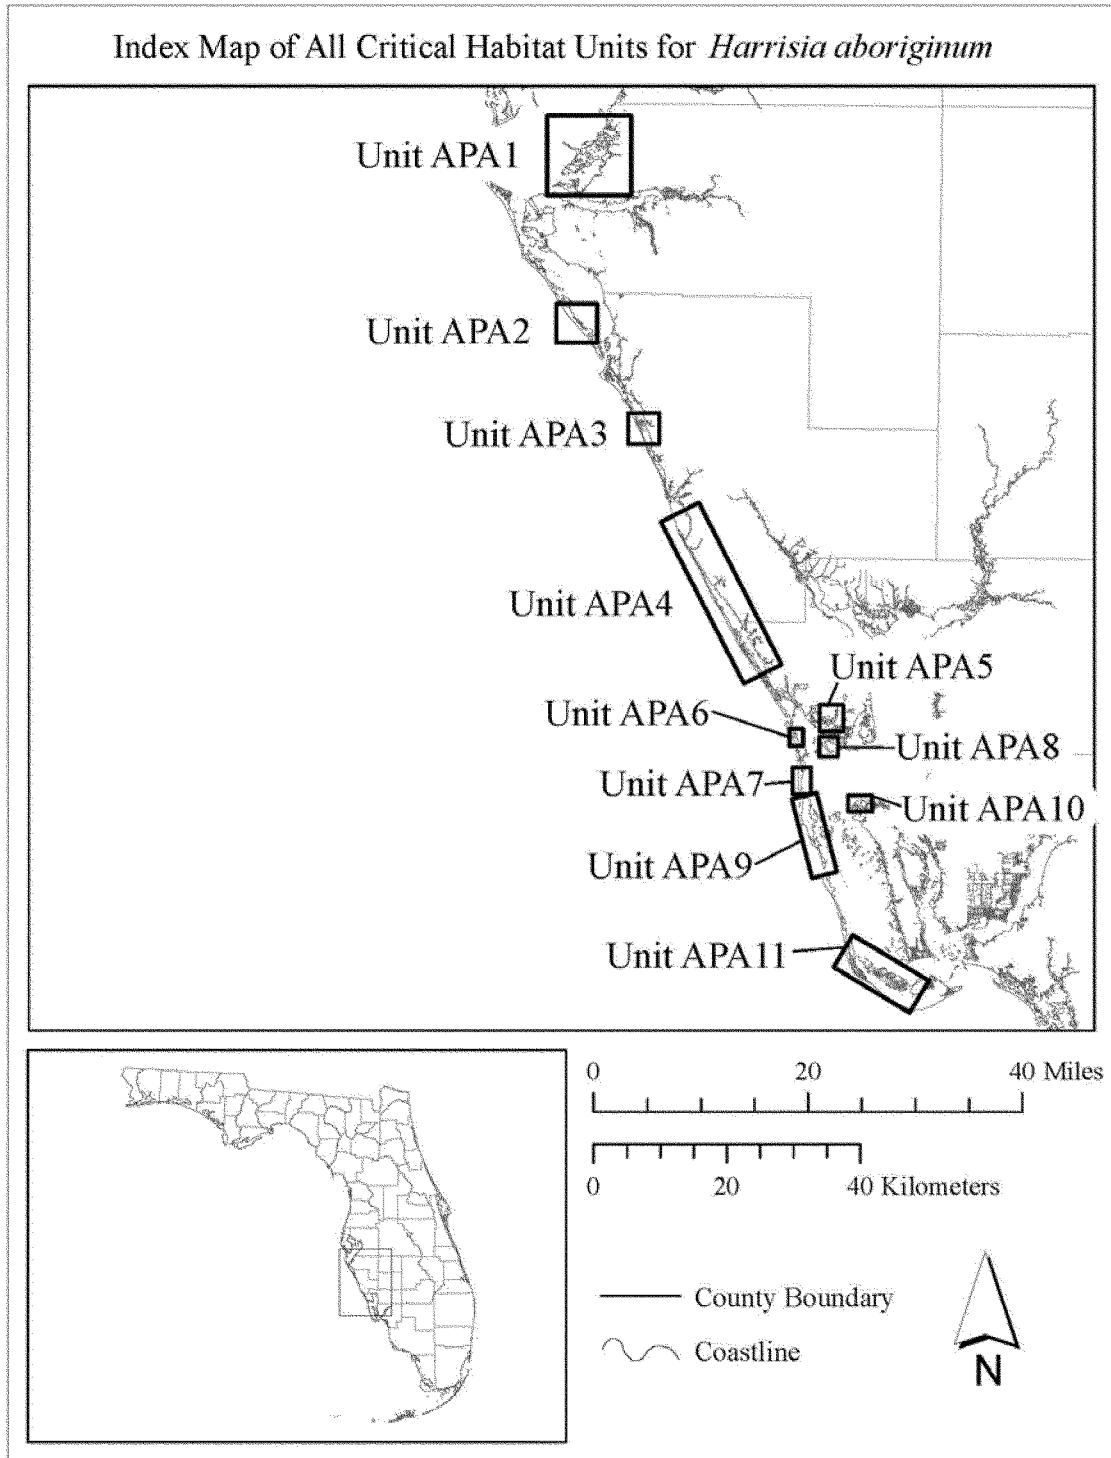 Index Map of All Critical Habitat Units for Harrisia aboriginum
Unit APA1
Unit APA2
Unit APA3
Unit APA4
Unit APA5
Unit APA6
Unit APA8
Unit APA7
Unit APA10
Unit APA9
Unit APA11
0 20 40 Miles
0 20 40 Kilometers
County Boundary
Coastline
N